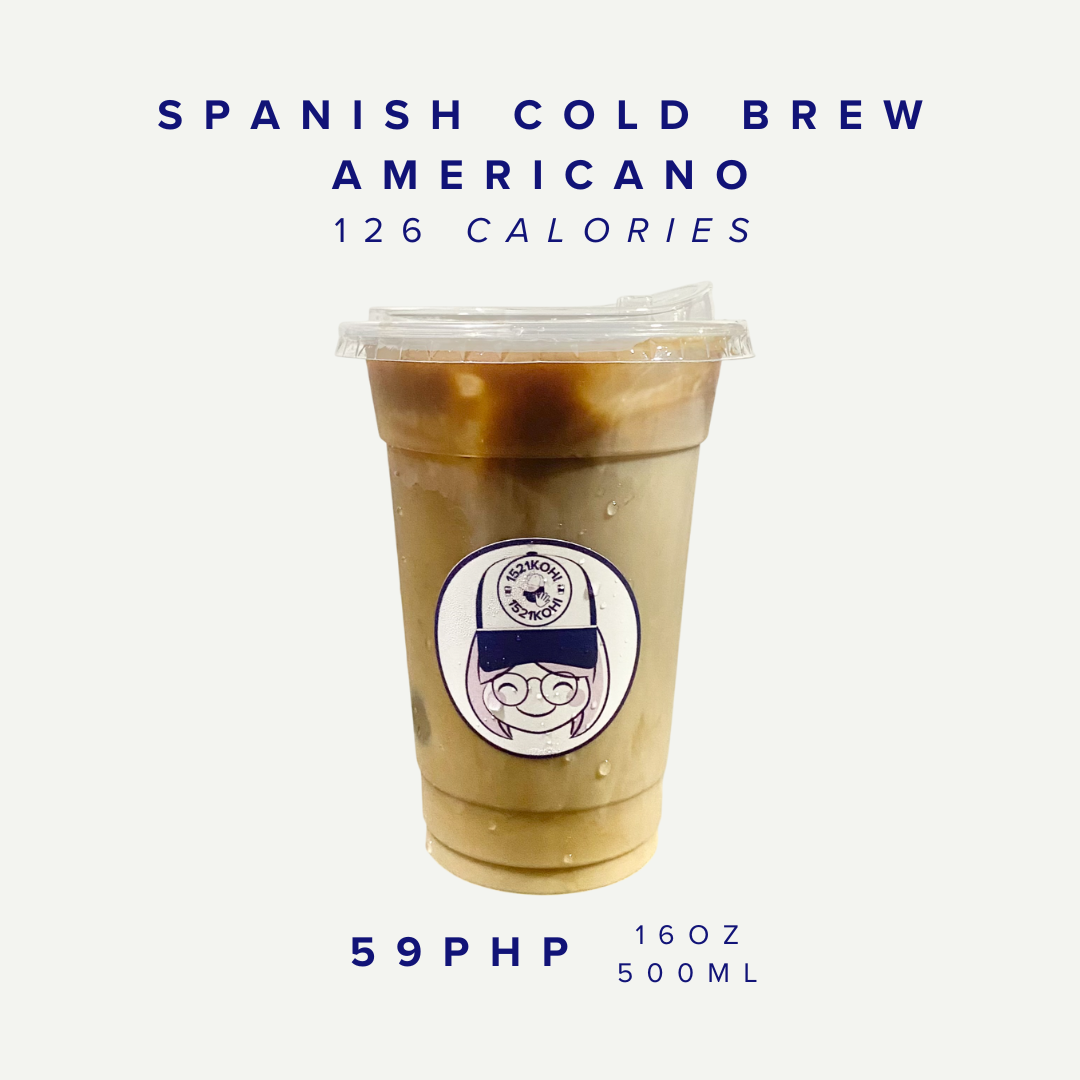 SPANISH COLD BREW
AMERICANO
126 CALORIES
1521KOHI
1521KOHI
59PHP
16OZ
500ML